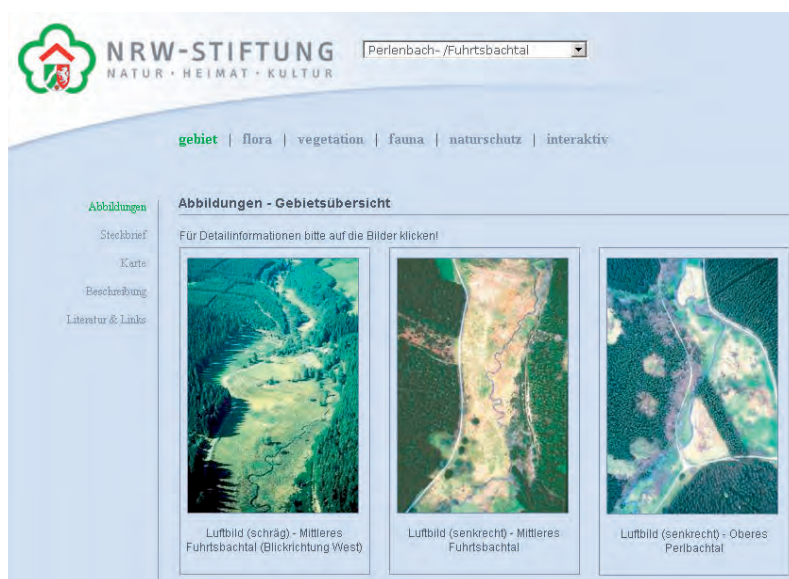 NRW-STIFTUNG
NATUR · HEIMAT · KULTUR
Perlenbach- /Fuhrtsbachtal
gebiet | flora | vegetation | fauna | naturschutz | interaktiv
Abbildungen
Steckbrief
Karte
Beschreibung
Literatur & Links
Abbildungen - Gebietsübersicht
Für Detailinformationen bitte auf die Bilder klicken!
Luftbild (schräg) - Mittleres
Fuhrtsbachtal (Blickrichtung West)
Luftbild (senkrecht) - Mittleres
Fuhrtsbachtal
Luftbild (senkrecht) - Oberes
Perlbachtal